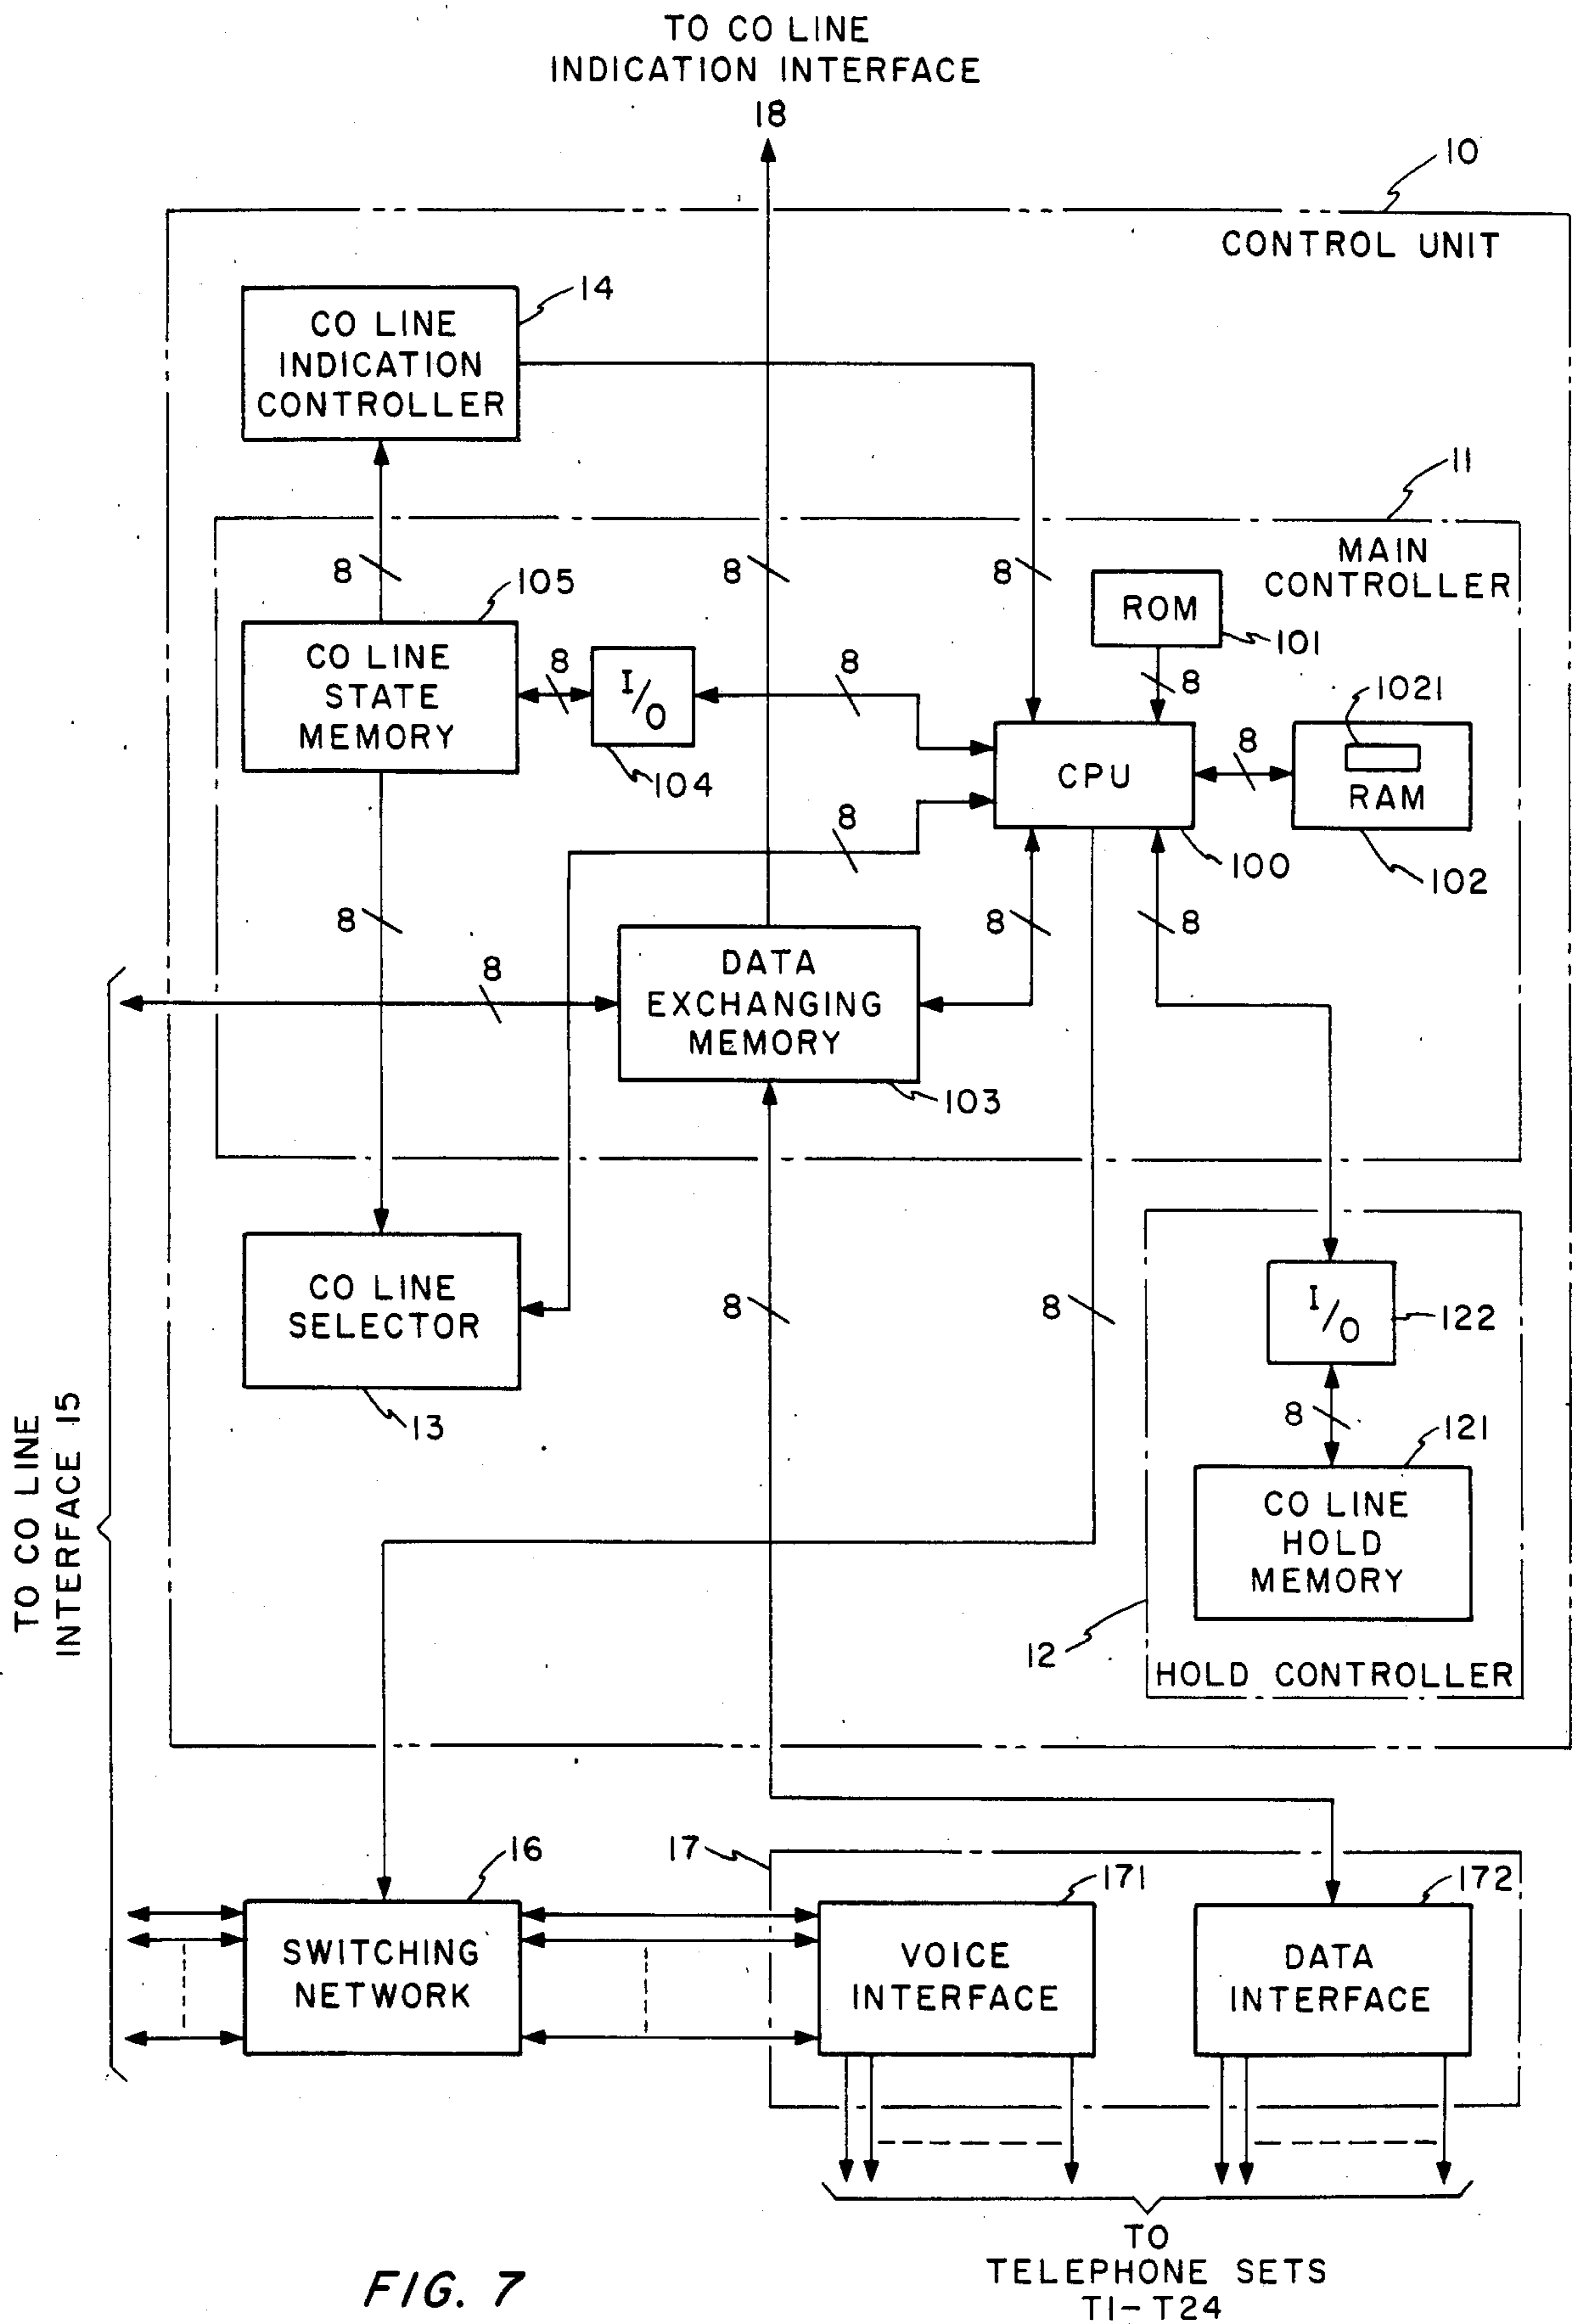 TO CO LINE
INDICATION INTERFACE
18
10
CONTROL UNIT
14
CO LINE
INDICATION
CONTROLLER
11
MAIN
CONTROLLER
8
8
8
105
ROM
101
CO LINE
STATE
MEMORY
8
I/O
104
8
8
1021
CPU
8
RAM
100
102
8
8
8
8
8
DATA
EXCHANGING
MEMORY
103
CO LINE
SELECTOR
13
8
8
I/O
122
8
121
CO LINE
HOLD
MEMORY
12
HOLD CONTROLLER
TO CO LINE
INTERFACE 15
16
17
171
172
SWITCHING
NETWORK
VOICE
INTERFACE
DATA
INTERFACE
TO
TELEPHONE SETS
T1-T24
FIG. 7